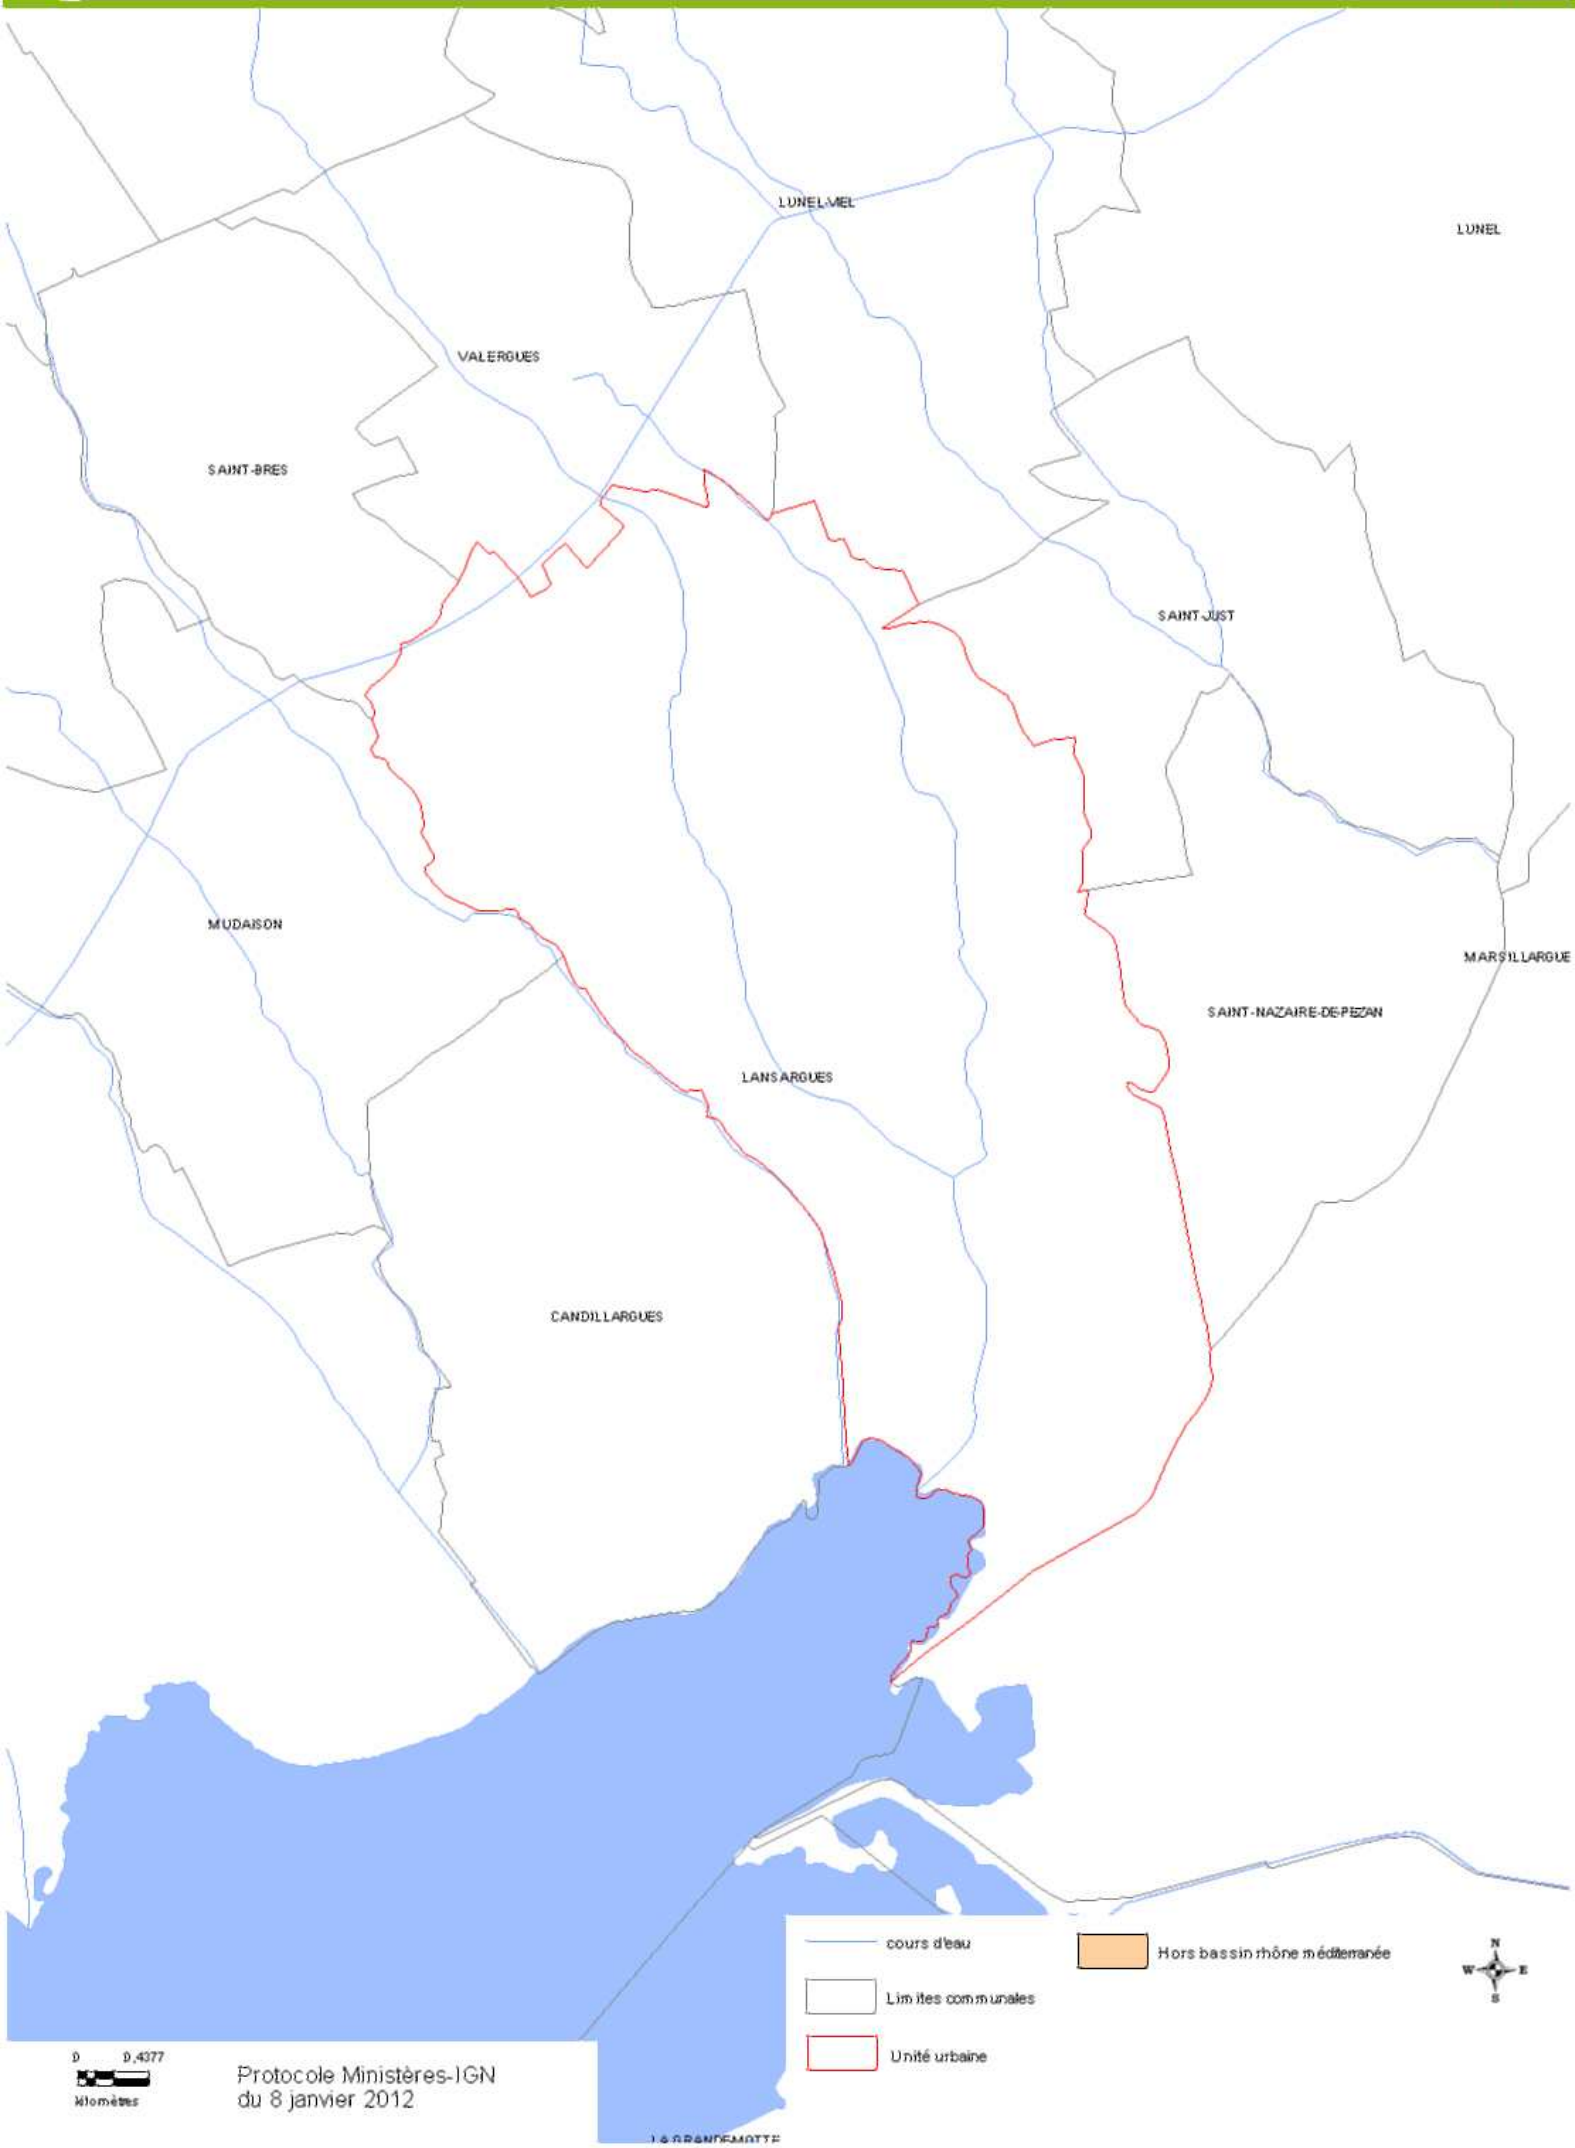 LUNEL-VIEL
LUNEL
VALERGUES
SAINT-BRES
SAINT-JUST
MUDAISON
MARSILLARGUE
SAINT-NAZAIRE-DE-PEZAN
LANSARGUES
CANDILLARGUES
cours d'eau
Hors bassin rhône méditerranée
Limites communales
Unité urbaine
N
W E
S
0 0,4377
kilomètres
Protocole Ministères-IGN
du 8 janvier 2012
LA GRANDE-MOTTE